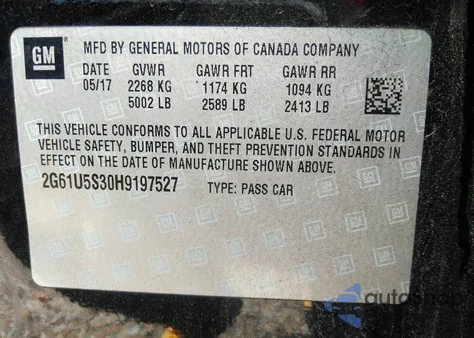 GM
MFD BY GENERAL MOTORS OF CANADA COMPANY
DATE GVWR GAWR FRT GAWR RR
05/17 2268 KG 1174 KG 1094 KG
5002 LB 2589 LB 2413 LB
THIS VEHICLE CONFORMS TO ALL APPLICABLE U.S. FEDERAL MOTOR
VEHICLE SAFETY, BUMPER, AND THEFT PREVENTION STANDARDS IN
EFFECT ON THE DATE OF MANUFACTURE SHOWN ABOVE.
2G61U5S30H9197527 TYPE: PASS CAR